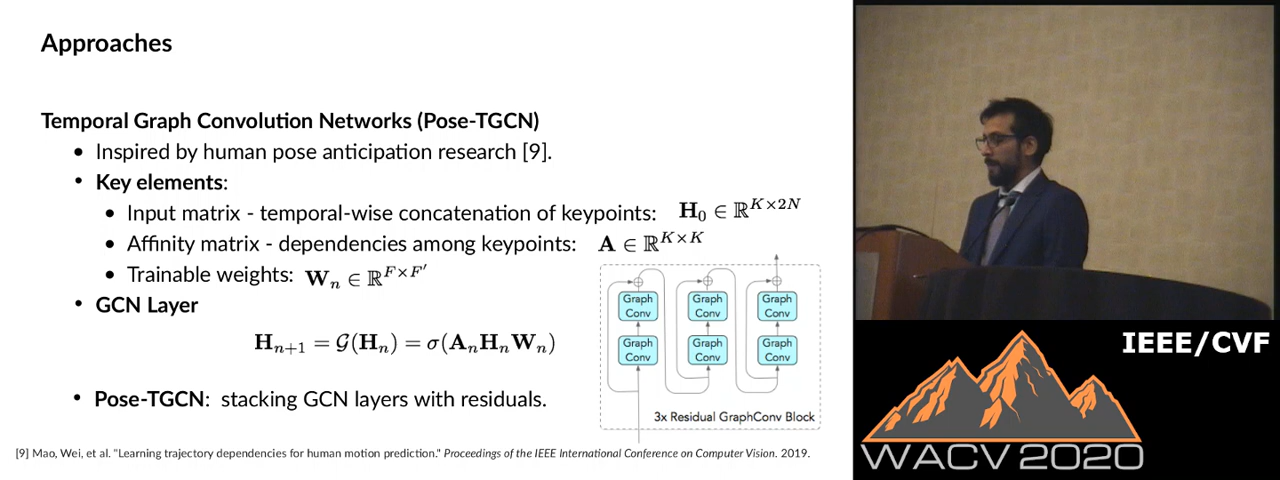 Approaches
Temporal Graph Convolution Networks (Pose-TGCN)
• Inspired by human pose anticipation research [9].
• Key elements:
• Input matrix - temporal-wise concatenation of keypoints: H₀ ∈ ℝ^{K×2N}
• Affinity matrix - dependencies among keypoints: A ∈ ℝ^{K×K}
• Trainable weights: Wₙ ∈ ℝ^{F×F′}
• GCN Layer
Hₙ₊₁ = 𝒢(Hₙ) = σ(AₙHₙWₙ)
• Pose-TGCN: stacking GCN layers with residuals.
Graph Conv
Graph Conv
Graph Conv
Graph Conv
Graph Conv
Graph Conv
3x Residual GraphConv Block
[9] Mao, Wei, et al. "Learning trajectory dependencies for human motion prediction." Proceedings of the IEEE International Conference on Computer Vision. 2019.
IEEE/CVF
WACV 2020